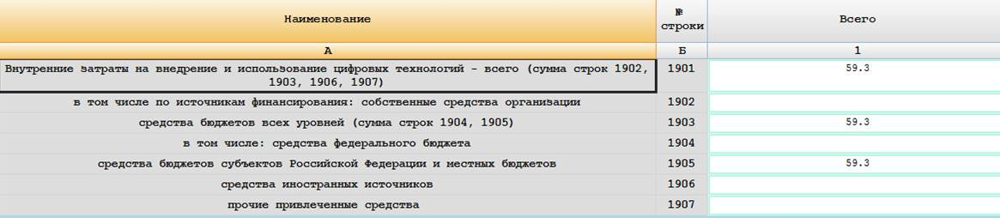 Наименование
№
строки
Всего
А
Б
1
Внутренние затраты на внедрение и использование цифровых технологий - всего (сумма строк 1902,
1903, 1906, 1907)
1901
59.3
в том числе по источникам финансирования: собственные средства организации
1902
средства бюджетов всех уровней (сумма строк 1904, 1905)
1903
59.3
в том числе: средства федерального бюджета
1904
средства бюджетов субъектов Российской Федерации и местных бюджетов
1905
59.3
средства иностранных источников
1906
прочие привлеченные средства
1907